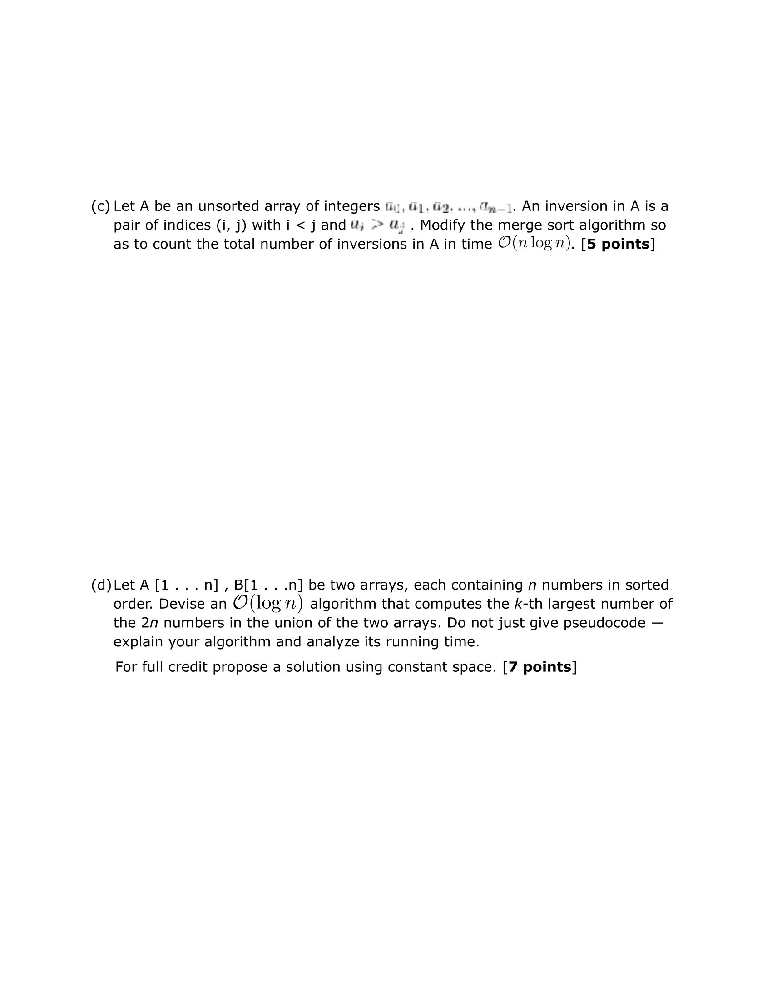 (c) Let A be an unsorted array of integers a_0, a_1, a_2, ..., a_{n-1}. An inversion in A is a
pair of indices (i, j) with i < j and a_i > a_j . Modify the merge sort algorithm so
as to count the total number of inversions in A in time O(n log n). [5 points]
(d) Let A [1 . . . n] , B[1 . . .n] be two arrays, each containing n numbers in sorted
order. Devise an O(log n) algorithm that computes the k-th largest number of
the 2n numbers in the union of the two arrays. Do not just give pseudocode —
explain your algorithm and analyze its running time.
For full credit propose a solution using constant space. [7 points]